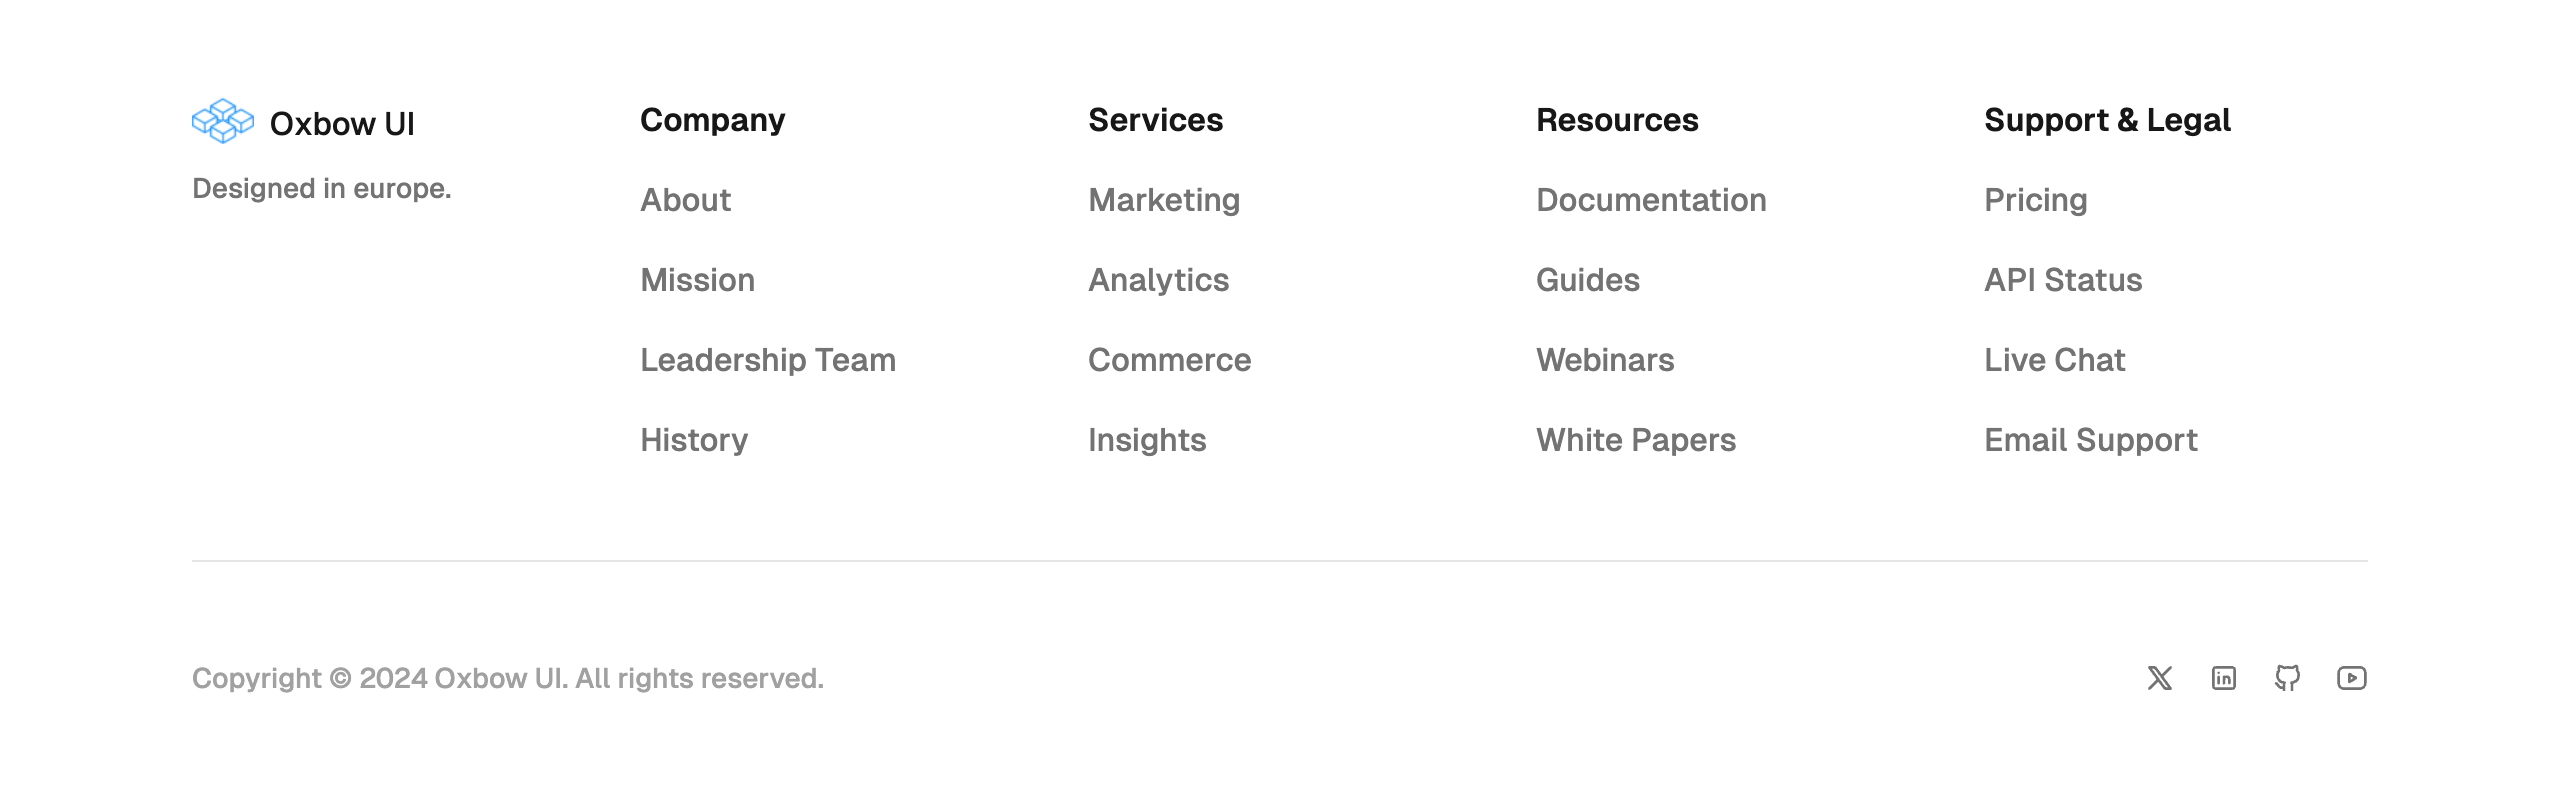 Oxbow UI
Designed in europe.
Company
About
Mission
Leadership Team
History
Services
Marketing
Analytics
Commerce
Insights
Resources
Documentation
Guides
Webinars
White Papers
Support & Legal
Pricing
API Status
Live Chat
Email Support
Copyright © 2024 Oxbow UI. All rights reserved.